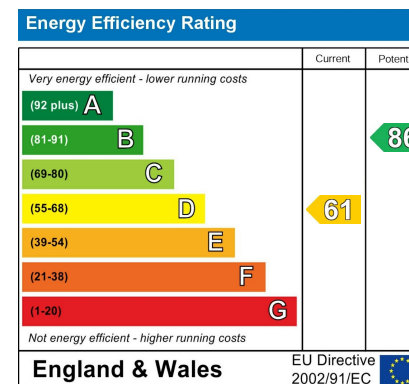 Energy Efficiency Rating
Current Potent
Very energy efficient - lower running costs
(92 plus) A
(81-91) B 86
(69-80) C
(55-68) D 61
(39-54) E
(21-38) F
(1-20) G
Not energy efficient - higher running costs
England & Wales
EU Directive
2002/91/EC